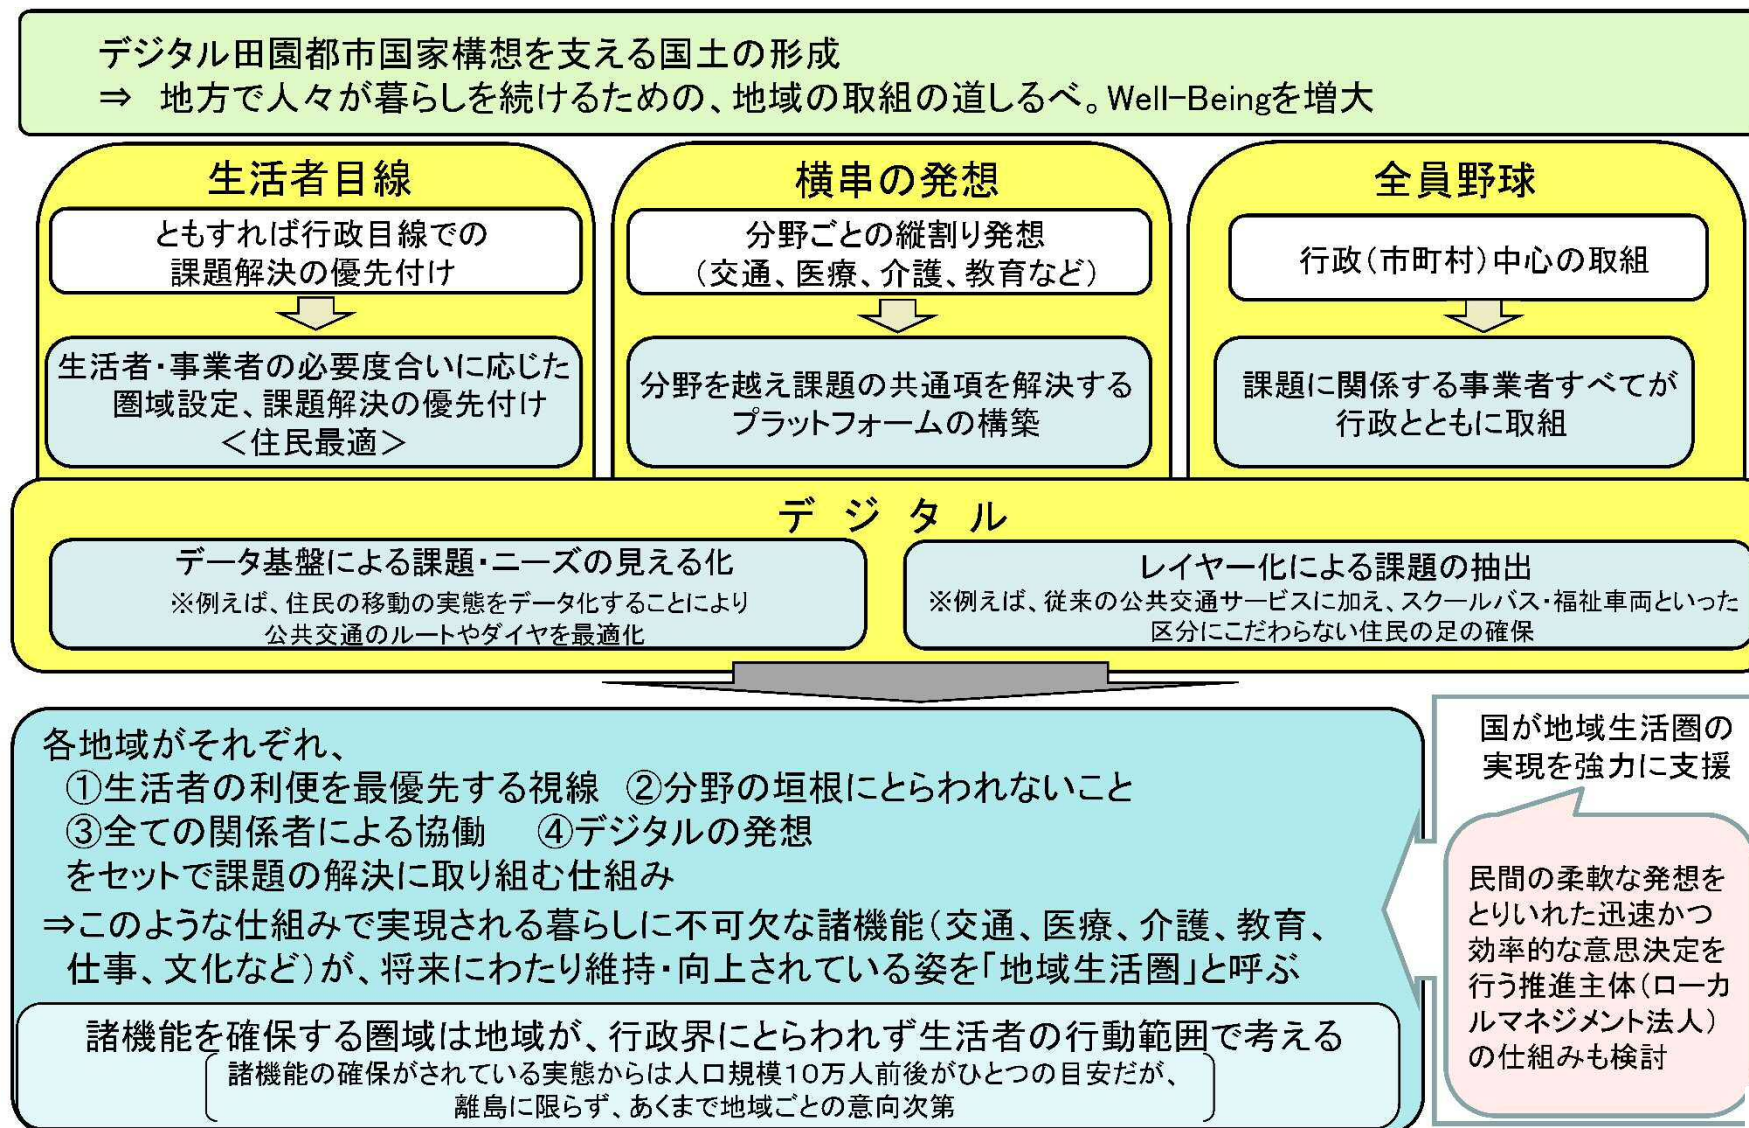 デジタル田園都市国家構想を支える国土の形成
⇒ 地方で人々が暮らしを続けるための、地域の取組の道しるべ。Well-Beingを増大
生活者目線
ともすれば行政目線での
課題解決の優先付け
生活者・事業者の必要度合いに応じた
圏域設定、課題解決の優先付け
＜住民最適＞
横串の発想
分野ごとの縦割り発想
（交通、医療、介護、教育など）
分野を越え課題の共通項を解決する
プラットフォームの構築
全員野球
行政（市町村）中心の取組
課題に関係する事業者すべてが
行政とともに取組
デジタル
データ基盤による課題・ニーズの見える化
※例えば、住民の移動の実態をデータ化することにより
公共交通のルートやダイヤを最適化
レイヤー化による課題の抽出
※例えば、従来の公共交通サービスに加え、スクールバス・福祉車両といった
区分にこだわらない住民の足の確保
各地域がそれぞれ、
①生活者の利便を最優先する視線 ②分野の垣根にとらわれないこと
③全ての関係者による協働 ④デジタルの発想
をセットで課題の解決に取り組む仕組み
⇒このような仕組みで実現される暮らしに不可欠な諸機能（交通、医療、介護、教育、
仕事、文化など）が、将来にわたり維持・向上されている姿を「地域生活圏」と呼ぶ
諸機能を確保する圏域は地域が、行政界にとらわれず生活者の行動範囲で考える
諸機能の確保がされている実態からは人口規模１０万人前後がひとつの目安だが、
離島に限らず、あくまで地域ごとの意向次第
国が地域生活圏の
実現を強力に支援
民間の柔軟な発想を
とりいれた迅速かつ
効率的な意思決定を
行う推進主体（ローカ
ルマネジメント法人）
の仕組みも検討